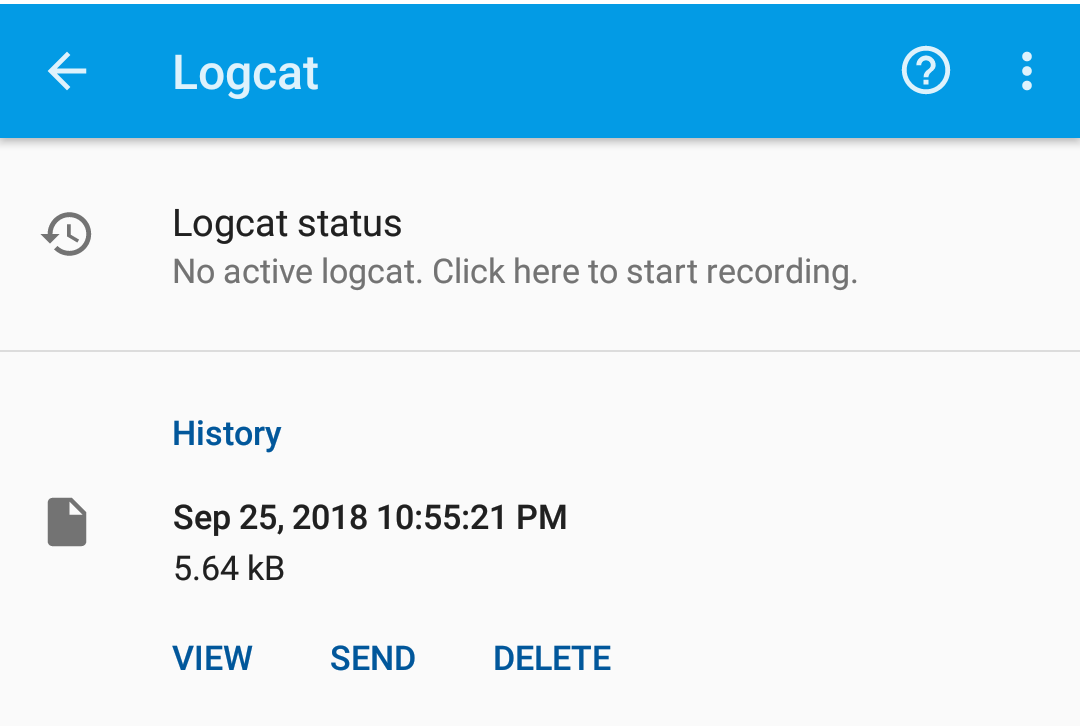 Logcat
Logcat status
No active logcat. Click here to start recording.
History
Sep 25, 2018 10:55:21 PM
5.64 kB
VIEW SEND DELETE